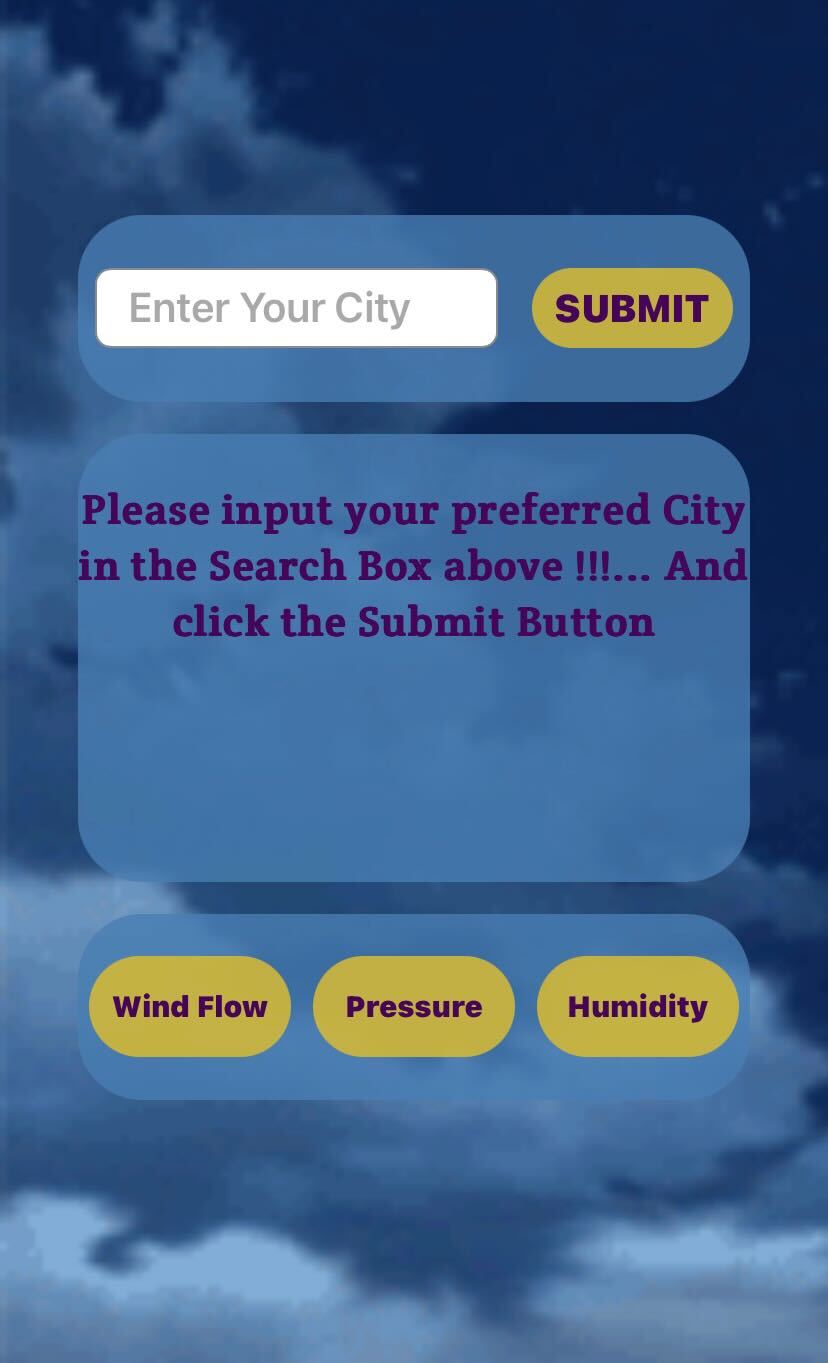 Enter Your City
SUBMIT
Please input your preferred City
in the Search Box above !!!... And
click the Submit Button
Wind Flow
Pressure
Humidity